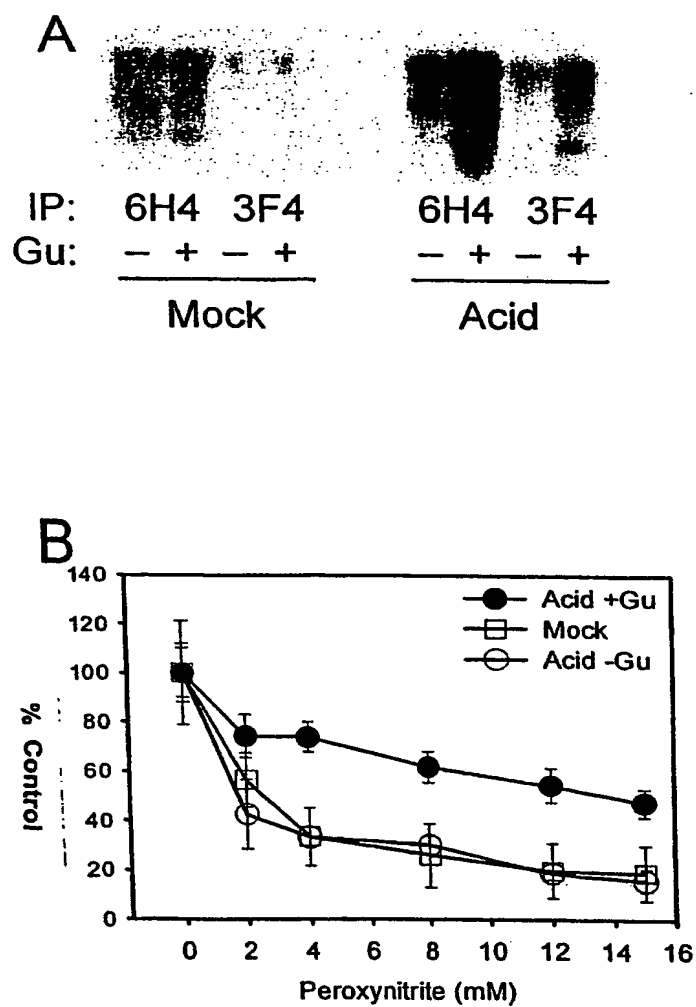 A
IP: 6H4 3F4 6H4 3F4
Gu: – + – + – + – +
Mock Acid
B
140
120
100
80
60
40
20
0
% Control
Acid +Gu
Mock
Acid -Gu
0 2 4 6 8 10 12 14 16
Peroxynitrite (mM)